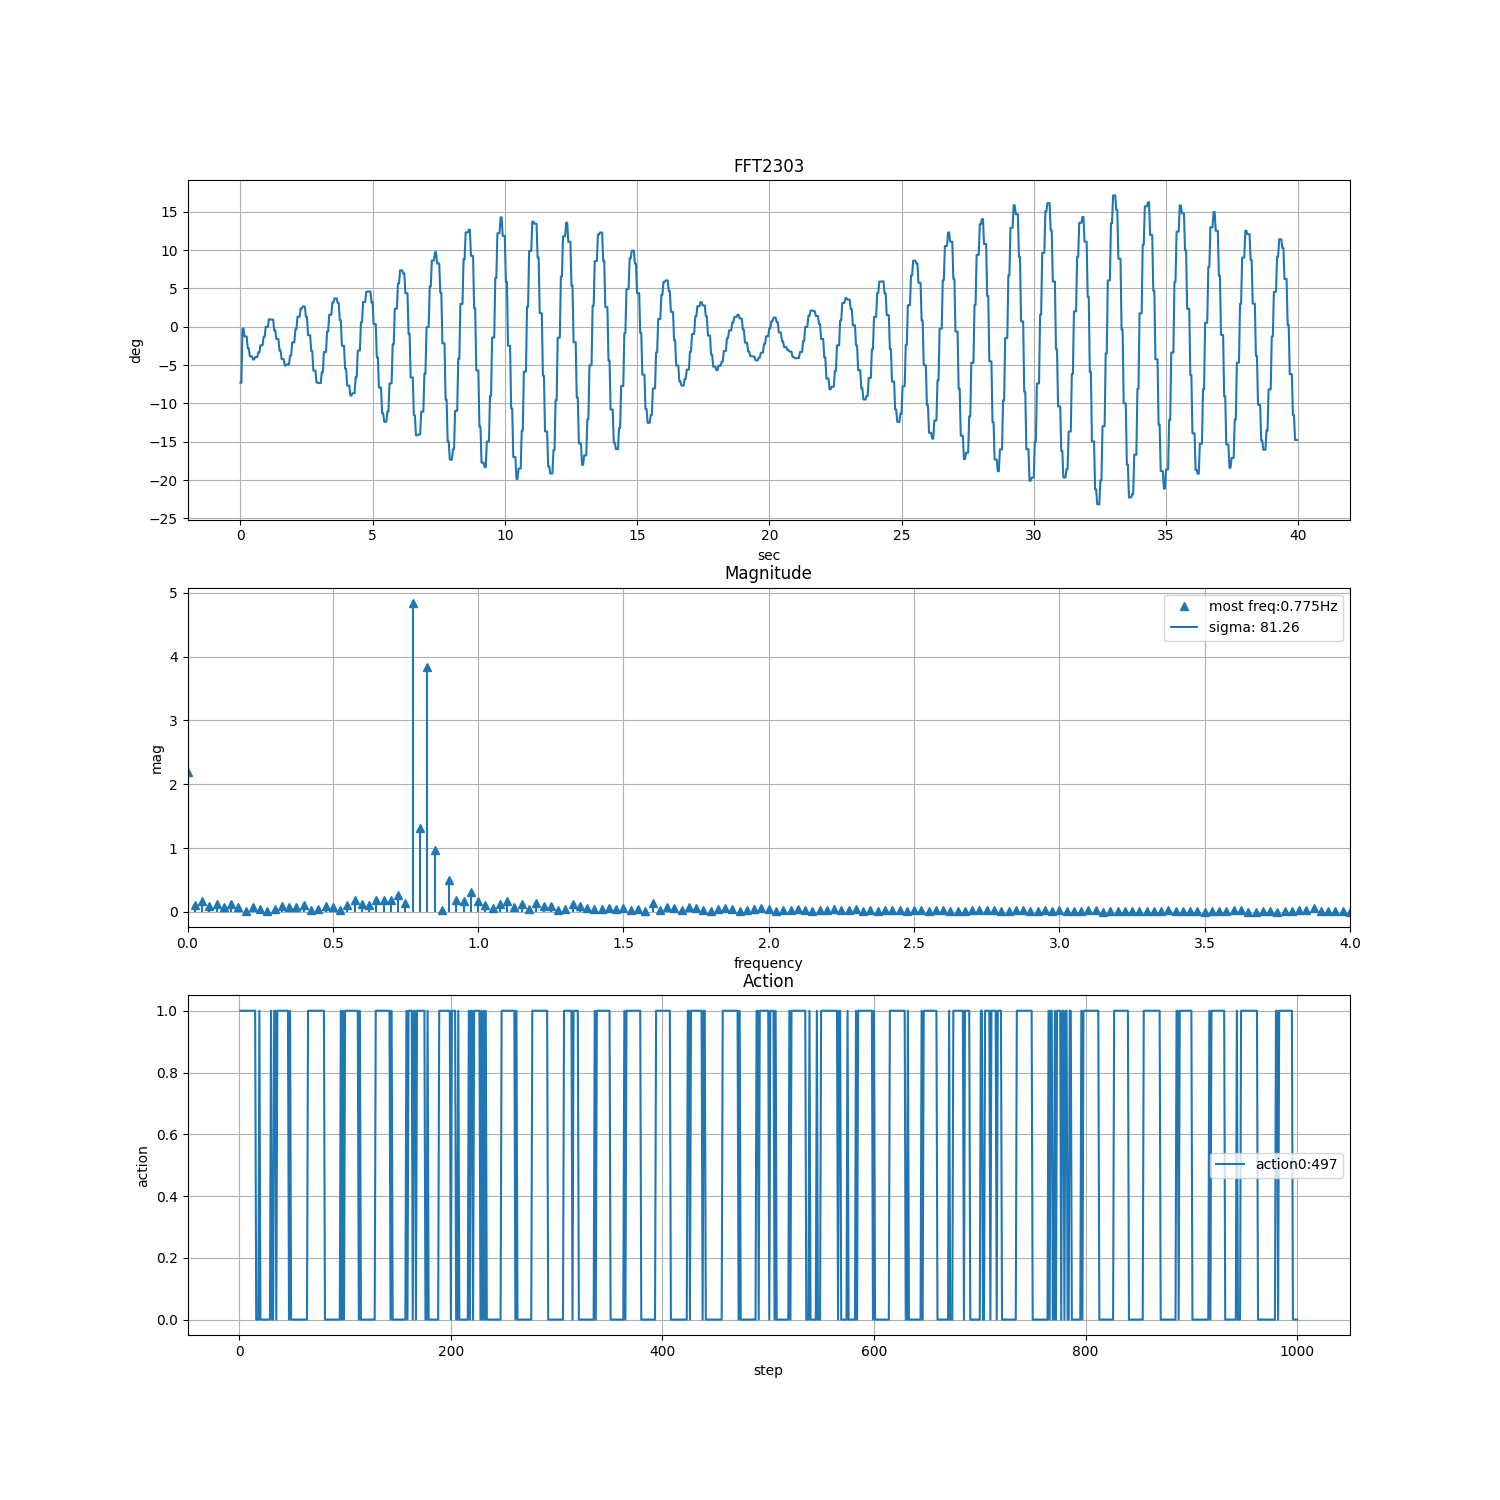 FFT2303
15
10
5
0
−5
−10
−15
−20
−25
deg
0 5 10 15 20 25 30 35 40
sec
Magnitude
5
4
3
2
1
0
mag
most freq:0.775Hz
sigma: 81.26
0.0 0.5 1.0 1.5 2.0 2.5 3.0 3.5 4.0
frequency
Action
1.0
0.8
0.6
0.4
0.2
0.0
action
action0:497
0 200 400 600 800 1000
step